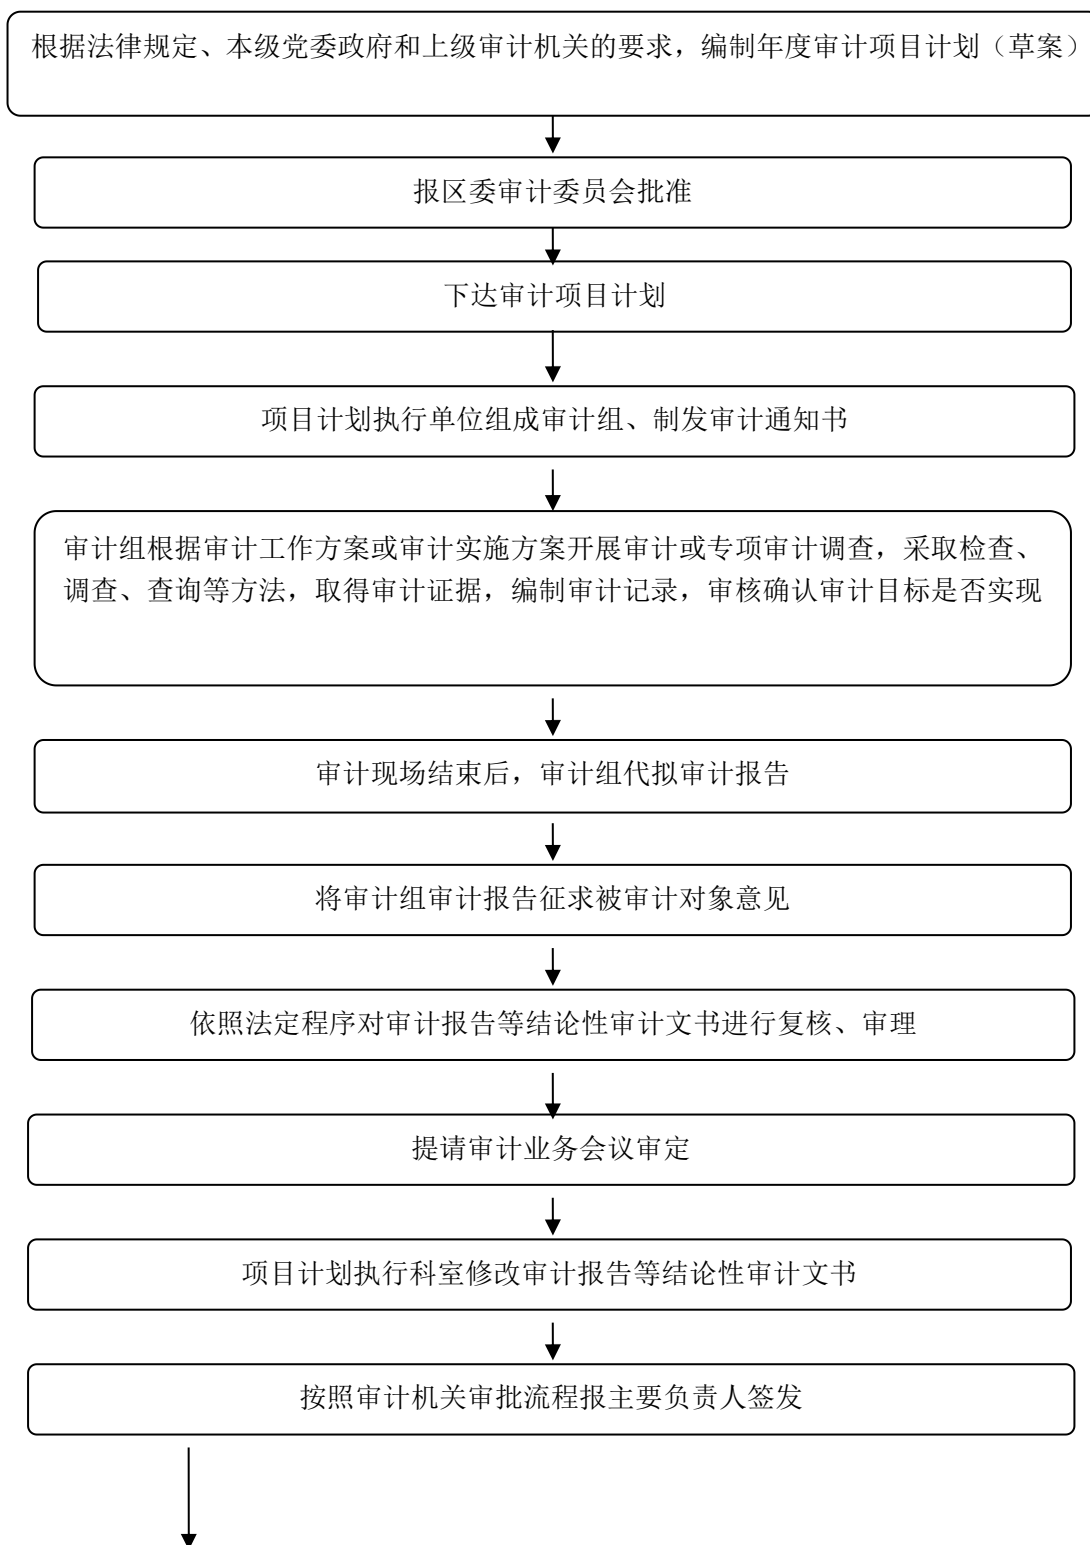 根据法律规定、本级党委政府和上级审计机关的要求，编制年度审计项目计划（草案）
报区委审计委员会批准
下达审计项目计划
项目计划执行单位组成审计组、制发审计通知书
审计组根据审计工作方案或审计实施方案开展审计或专项审计调查，采取检查、
调查、查询等方法，取得审计证据，编制审计记录，审核确认审计目标是否实现
审计现场结束后，审计组代拟审计报告
将审计组审计报告征求被审计对象意见
依照法定程序对审计报告等结论性审计文书进行复核、审理
提请审计业务会议审定
项目计划执行科室修改审计报告等结论性审计文书
按照审计机关审批流程报主要负责人签发